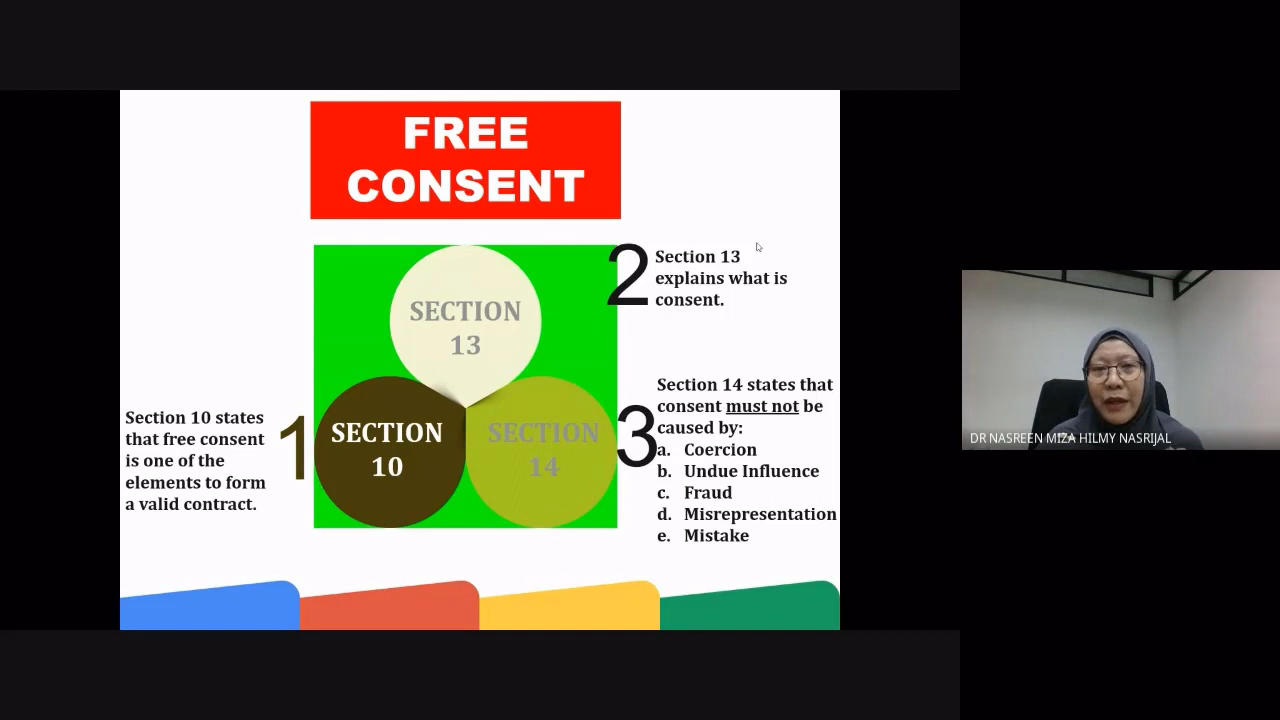 FREE
CONSENT
SECTION
13
SECTION
10
SECTION
14
1
Section 10 states
that free consent
is one of the
elements to form
a valid contract.
2
Section 13
explains what is
consent.
3
Section 14 states that
consent must not be
caused by:
a. Coercion
b. Undue Influence
c. Fraud
d. Misrepresentation
e. Mistake
DR NASREEN MIZA HILMY NASRIJAL